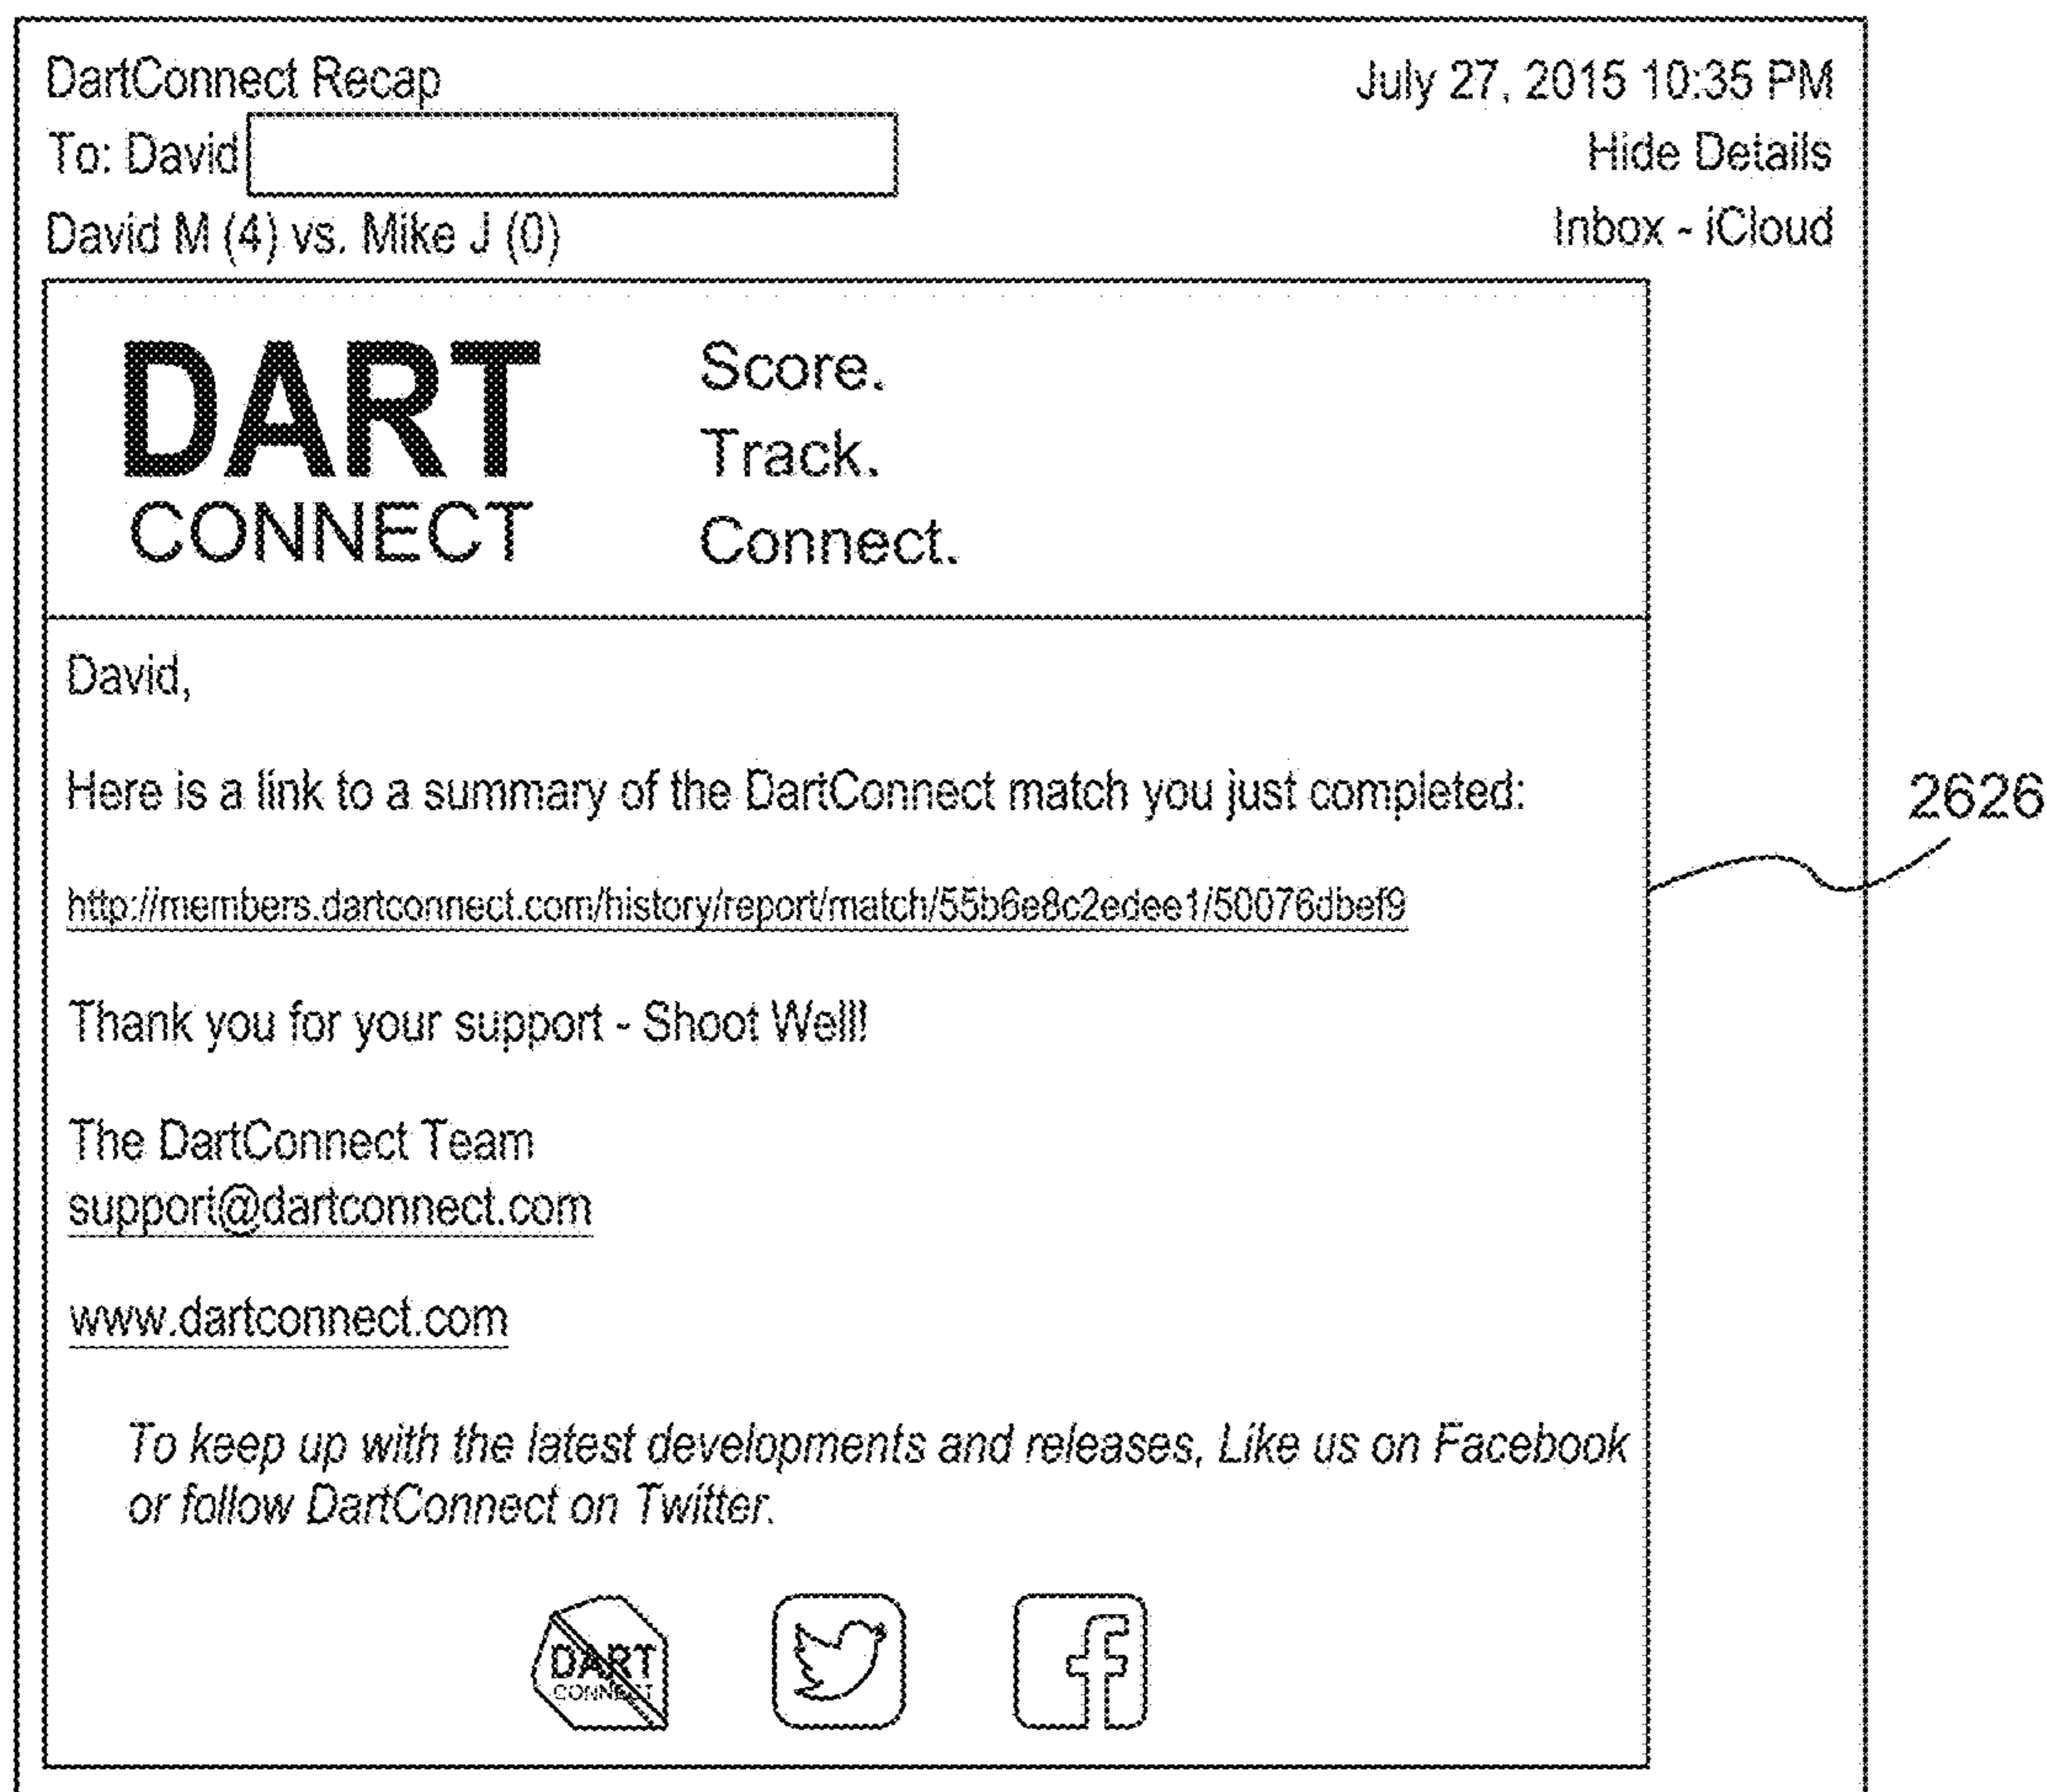 DartConnect Recap
July 27, 2015 10:35 PM
To: David
Hide Details
David M (4) vs. Mike J (0)
Inbox - iCloud
DART
CONNECT
Score.
Track.
Connect.
David,
Here is a link to a summary of the DartConnect match you just completed:
2626
http://members.dartconnect.com/history/report/match/55b6e8c2edee1/50076dbef9
Thank you for your support - Shoot Well!
The DartConnect Team
support@dartconnect.com
www.dartconnect.com
To keep up with the latest developments and releases, Like us on Facebook
or follow DartConnect on Twitter.
DART
CONNECT